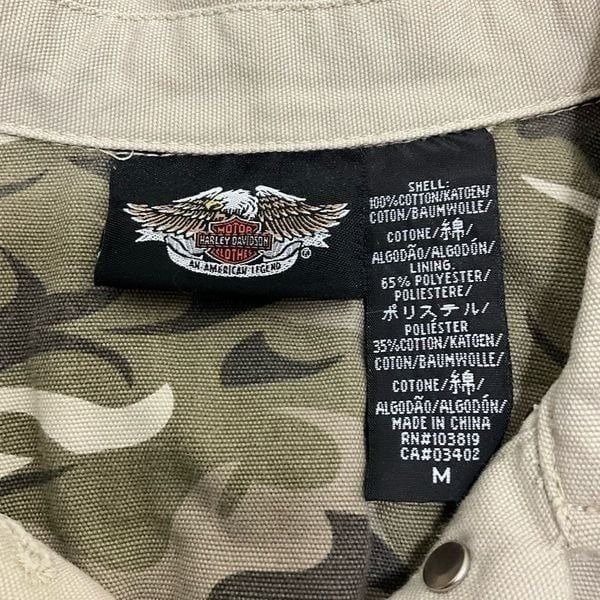 MOTOR
HARLEY-DAVIDSON
CLOTHES
AN AMERICAN LEGEND
®
SHELL:
100%COTTON/KATOEN/
COTON/BAUMWOLLE/
COTONE/綿/
ALGODÃO/ALGODÓN/
LINING:
65% POLYESTER/
POLIESTERE/
ポリステル/
POLIÉSTER
35%COTTON/KATOEN/
COTON/BAUMWOLLE/
COTONE/綿/
ALGODÃO/ALGODÓN/
MADE IN CHINA
RN#103819
CA#03402
M